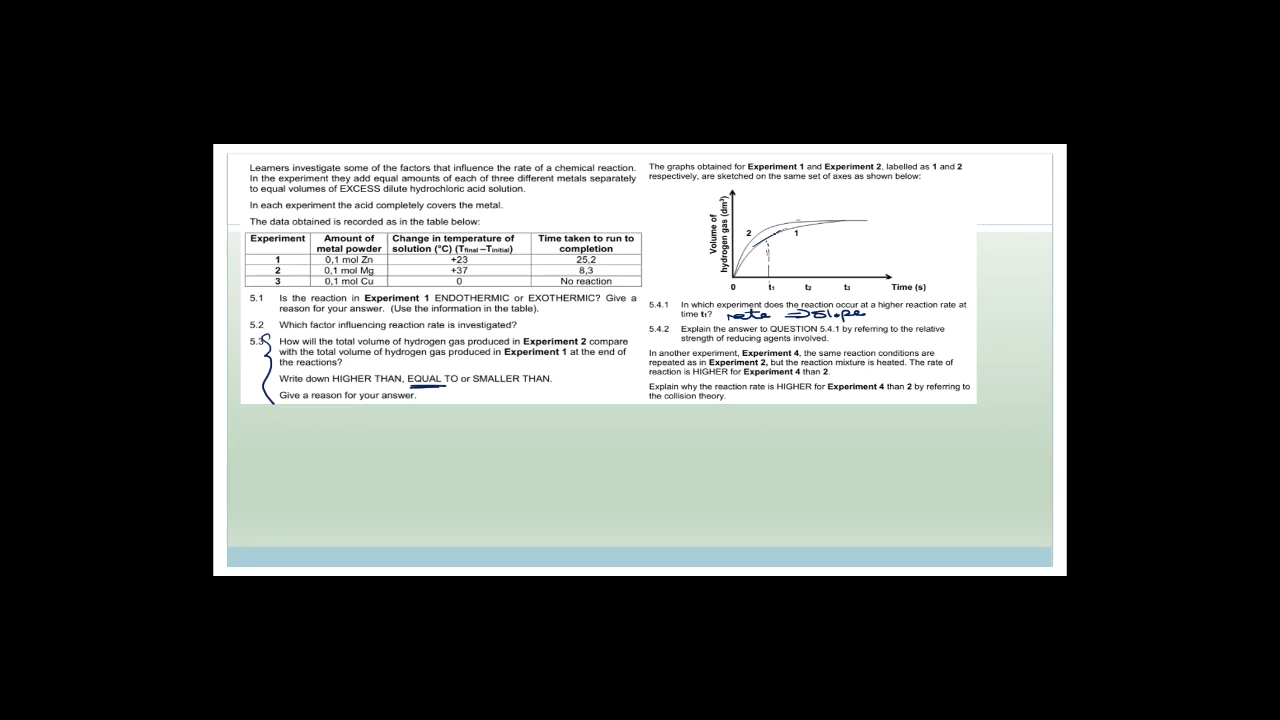 Learners investigate some of the factors that influence the rate of a chemical reaction.
In the experiment they add equal amounts of each of three different metals separately
to equal volumes of EXCESS dilute hydrochloric acid solution.
In each experiment the acid completely covers the metal.
The data obtained is recorded as in the table below:
Experiment Amount of metal powder Change in temperature of solution (°C) (Tfinal –Tinitial) Time taken to run to completion
1 0,1 mol Zn +23 25,2
2 0,1 mol Mg +37 8,3
3 0,1 mol Cu 0 No reaction
5.1 Is the reaction in Experiment 1 ENDOTHERMIC or EXOTHERMIC? Give a
reason for your answer. (Use the information in the table).
5.2 Which factor influencing reaction rate is investigated?
5.3 How will the total volume of hydrogen gas produced in Experiment 2 compare
with the total volume of hydrogen gas produced in Experiment 1 at the end of
the reactions?
Write down HIGHER THAN, EQUAL TO or SMALLER THAN.
Give a reason for your answer.
The graphs obtained for Experiment 1 and Experiment 2, labelled as 1 and 2
respectively, are sketched on the same set of axes as shown below:
Volume of
hydrogen gas (dm³)
2 1
0 t1 t2 t3 Time (s)
5.4.1 In which experiment does the reaction occur at a higher reaction rate at
time t1? rate ⇒ slope
5.4.2 Explain the answer to QUESTION 5.4.1 by referring to the relative
strength of reducing agents involved.
In another experiment, Experiment 4, the same reaction conditions are
repeated as in Experiment 2, but the reaction mixture is heated. The rate of
reaction is HIGHER for Experiment 4 than 2.
Explain why the reaction rate is HIGHER for Experiment 4 than 2 by referring to
the collision theory.